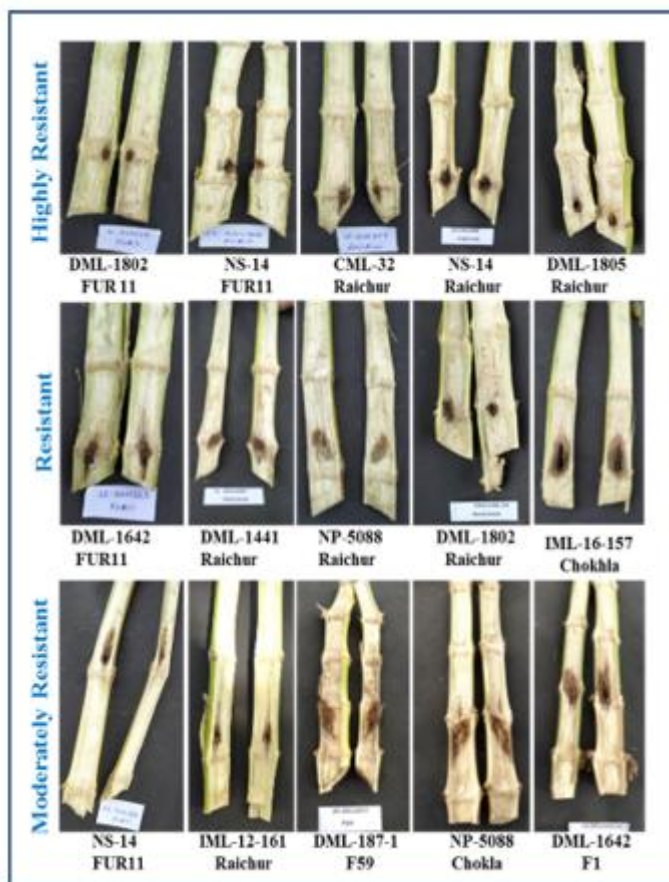 Highly Resistant
DML-1802
FUR 11
NS-14
FUR11
CML-32
Raichur
NS-14
Raichur
DML-1805
Raichur
Resistant
DML-1642
FUR11
DML-1441
Raichur
NP-5088
Raichur
DML-1802
Raichur
IML-16-157
Chokhla
Moderately Resistant
NS-14
FUR11
IML-12-161
Raichur
DML-187-1
F59
NP-5088
Chokla
DML-1642
F1